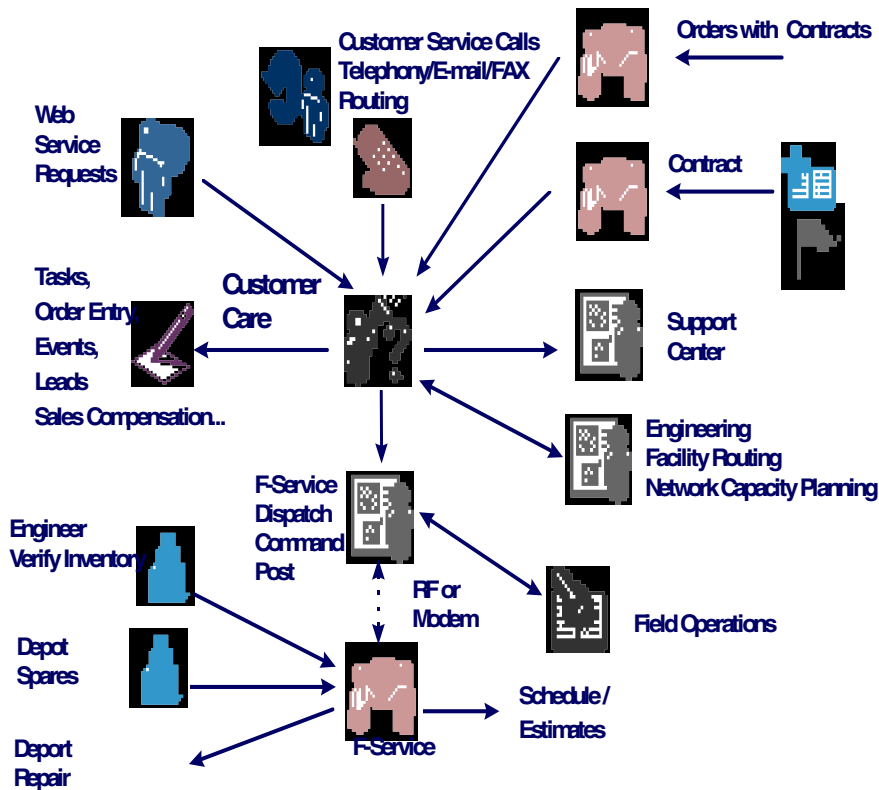 Customer Service Calls
Telephony/E-mail/FAX
Routing
Orders with Contracts
Web
Service
Requests
Contract
Tasks,
Order Entry,
Events,
Leads
Sales Compensation...
Customer
Care
Support
Center
Engineering
Facility Routing
Network Capacity Planning
F-Service
Dispatch
Command
Post
Engineer
Verify Inventory
RF or
Modem
Field Operations
Depot
Spares
Schedule /
Estimates
F-Service
Deport
Repair